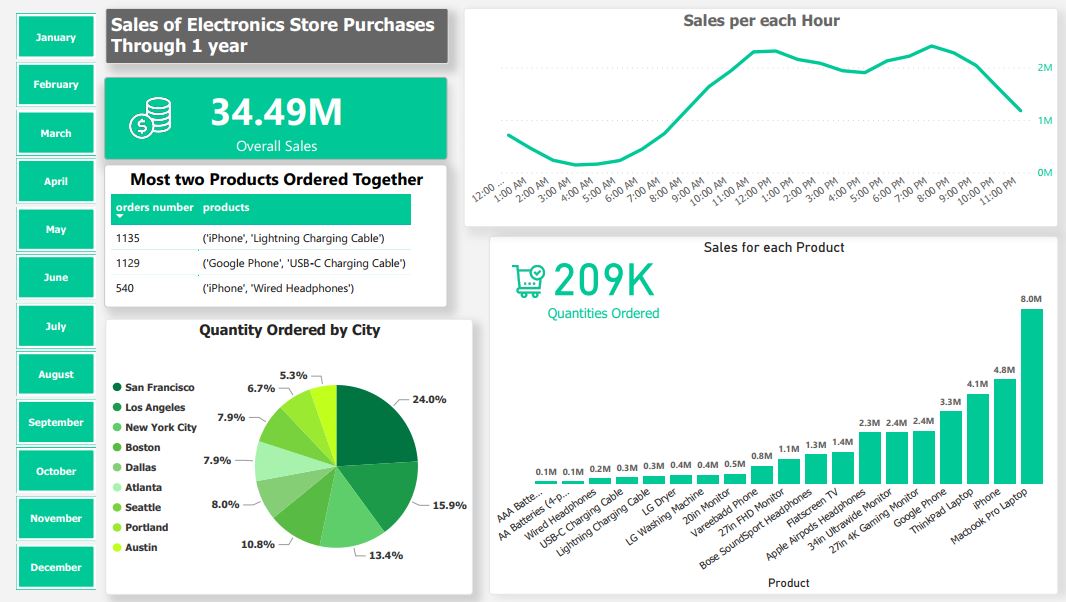 January
February
March
April
May
June
July
August
September
October
November
December
Sales of Electronics Store Purchases
Through 1 year
34.49M
Overall Sales
Most two Products Ordered Together
orders number products
1135 ('iPhone', 'Lightning Charging Cable')
1129 ('Google Phone', 'USB-C Charging Cable')
540 ('iPhone', 'Wired Headphones')
Quantity Ordered by City
San Francisco
Los Angeles
New York City
Boston
Dallas
Atlanta
Seattle
Portland
Austin
24.0%
15.9%
13.4%
10.8%
8.0%
7.9%
7.9%
6.7%
5.3%
Sales per each Hour
2M
1M
0M
12:00 ...
1:00 AM
2:00 AM
3:00 AM
4:00 AM
5:00 AM
6:00 AM
7:00 AM
8:00 AM
9:00 AM
10:00 AM
11:00 AM
12:00 PM
1:00 PM
2:00 PM
3:00 PM
4:00 PM
5:00 PM
6:00 PM
7:00 PM
8:00 PM
9:00 PM
10:00 PM
11:00 PM
Sales for each Product
209K
Quantities Ordered
0.1M
0.1M
0.2M
0.3M
0.3M
0.4M
0.4M
0.5M
0.8M
1.1M
1.3M
1.4M
2.3M
2.4M
2.4M
3.3M
4.1M
4.8M
8.0M
AAA Batte...
AA Batteries (4-p...
Wired Headphones
USB-C Charging Cable
Lightning Charging Cable
LG Dryer
LG Washing Machine
20in Monitor
Vareebadd Phone
27in FHD Monitor
Bose SoundSport Headphones
Flatscreen TV
Apple Airpods Headphones
34in Ultrawide Monitor
27in 4K Gaming Monitor
Google Phone
ThinkPad Laptop
iPhone
Macbook Pro Laptop
Product